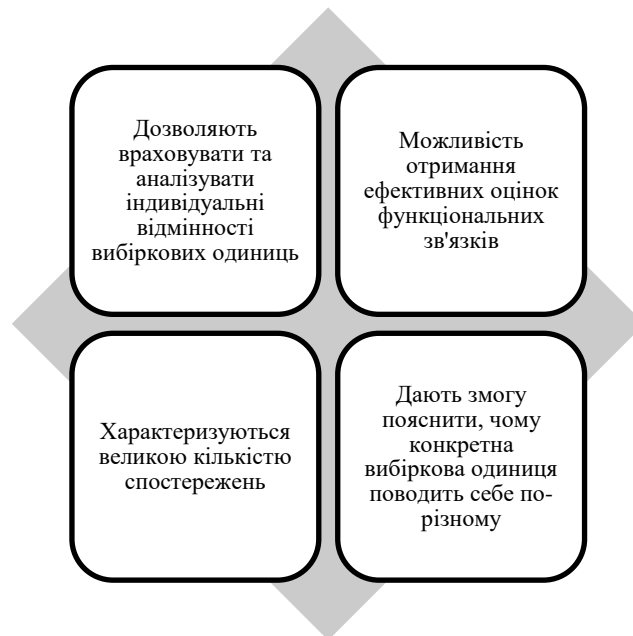 Дозволяють
враховувати та
аналізувати
індивідуальні
відмінності
вибіркових одиниць
Можливість
отримання
ефективних оцінок
функціональних
зв'язків
Характеризуються
великою кількістю
спостережень
Дають змогу
пояснити, чому
конкретна
вибіркова одиниця
поводить себе по-
різному